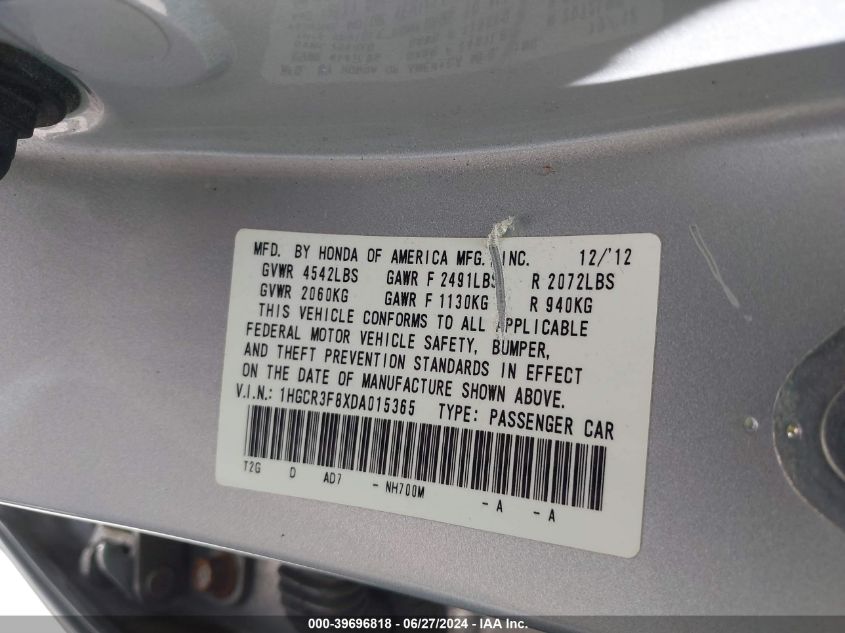 MFD. BY HONDA OF AMERICA MFG. INC. 12/'12
GVWR 4542LBS GAWR F 2491LBS R 2072LBS
GVWR 2060KG GAWR F 1130KG R 940KG
THIS VEHICLE CONFORMS TO ALL APPLICABLE
FEDERAL MOTOR VEHICLE SAFETY, BUMPER,
AND THEFT PREVENTION STANDARDS IN EFFECT
ON THE DATE OF MANUFACTURE SHOWN ABOVE.
V.I.N.: 1HGCR3F8XDA015365 TYPE: PASSENGER CAR
T2G D AD7 - NH700M - A - A
000-39696818 / 06/27/2024 - IAA Inc.